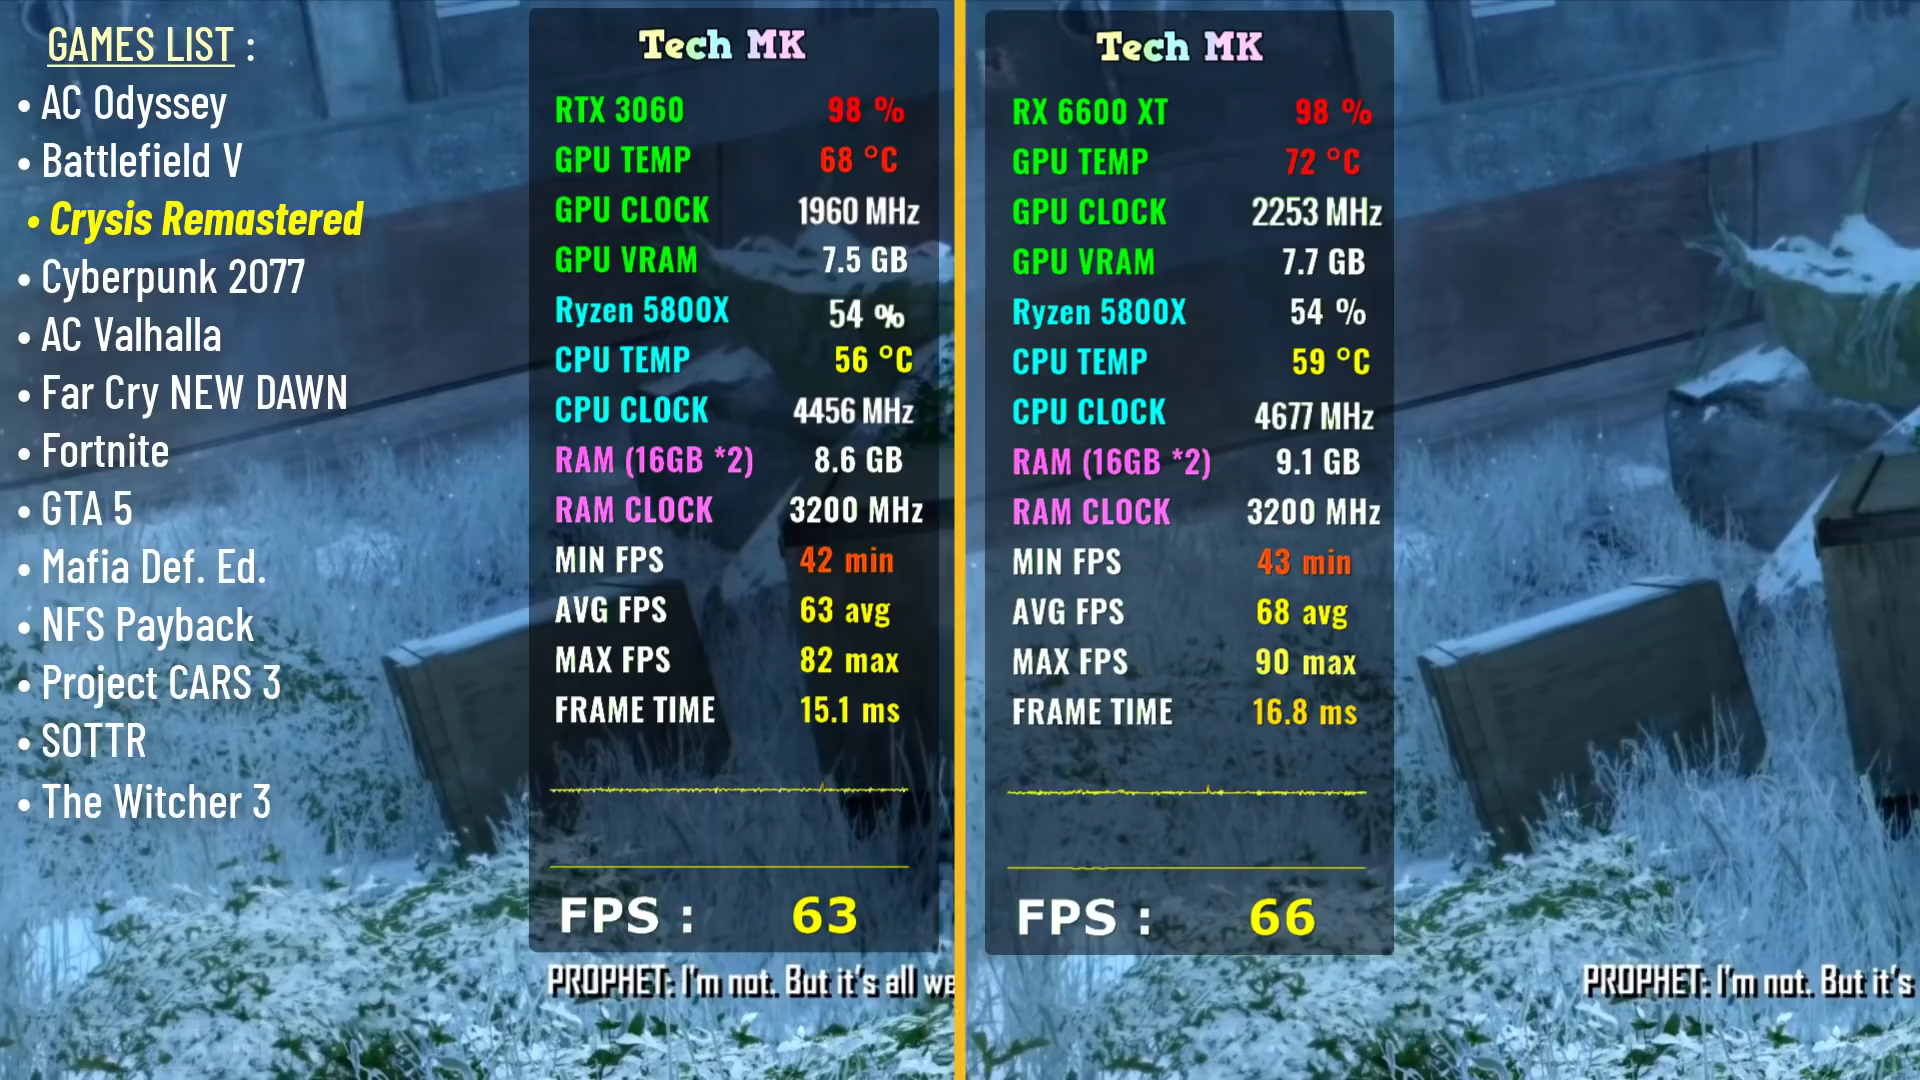 GAMES LIST :
• AC Odyssey
• Battlefield V
• Crysis Remastered
• Cyberpunk 2077
• AC Valhalla
• Far Cry NEW DAWN
• Fortnite
• GTA 5
• Mafia Def. Ed.
• NFS Payback
• Project CARS 3
• SOTTR
• The Witcher 3
Tech MK
RTX 3060 98 %
GPU TEMP 68 °C
GPU CLOCK 1960 MHz
GPU VRAM 7.5 GB
Ryzen 5800X 54 %
CPU TEMP 56 °C
CPU CLOCK 4456 MHz
RAM (16GB *2) 8.6 GB
RAM CLOCK 3200 MHz
MIN FPS 42 min
AVG FPS 63 avg
MAX FPS 82 max
FRAME TIME 15.1 ms
FPS : 63
PROPHET: I'm not. But it's all we
Tech MK
RX 6600 XT 98 %
GPU TEMP 72 °C
GPU CLOCK 2253 MHz
GPU VRAM 7.7 GB
Ryzen 5800X 54 %
CPU TEMP 59 °C
CPU CLOCK 4677 MHz
RAM (16GB *2) 9.1 GB
RAM CLOCK 3200 MHz
MIN FPS 43 min
AVG FPS 68 avg
MAX FPS 90 max
FRAME TIME 16.8 ms
FPS : 66
PROPHET: I'm not. But it's